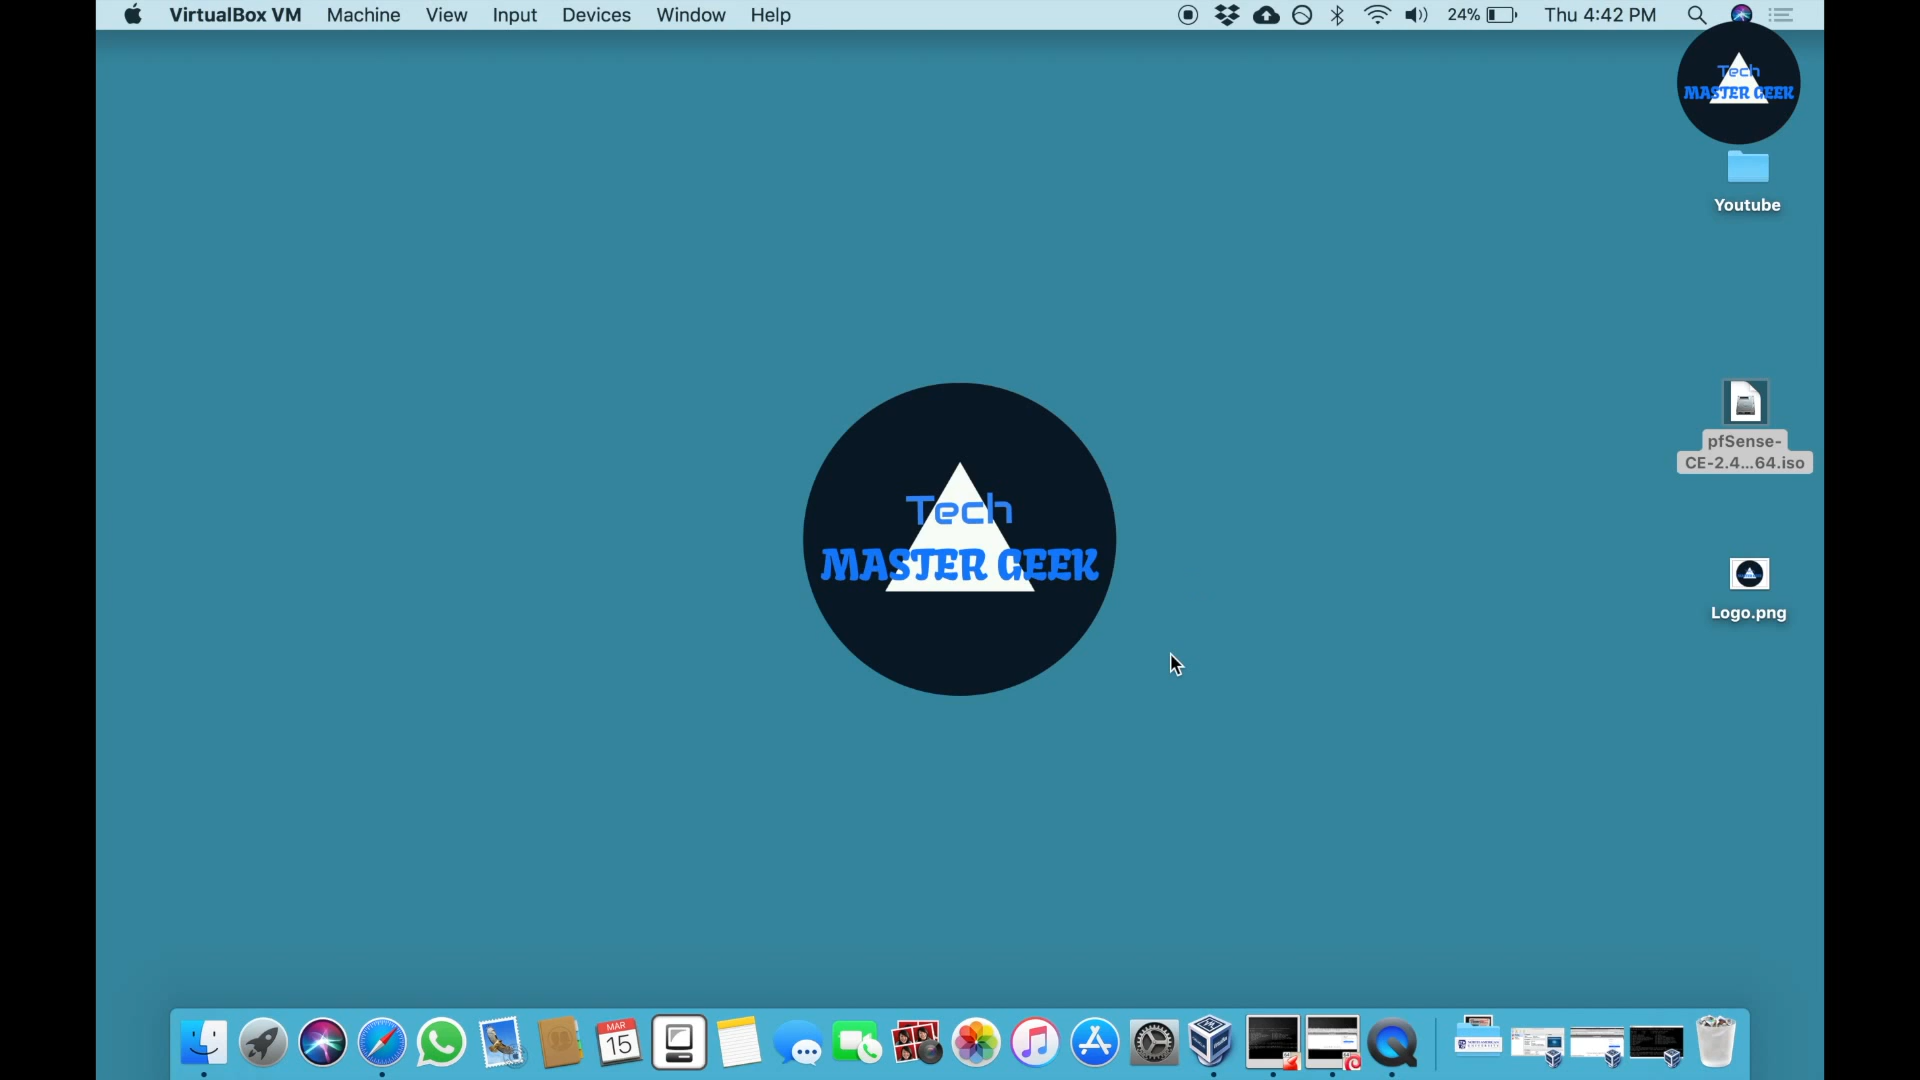 VirtualBox VM Machine View Input Devices Window Help 24% Thu 4:42 PM
Tech
MASTER GEEK
Youtube
pfSense-
CE-2.4...64.iso
Tech
MASTER GEEK
Logo.png
MAR
15